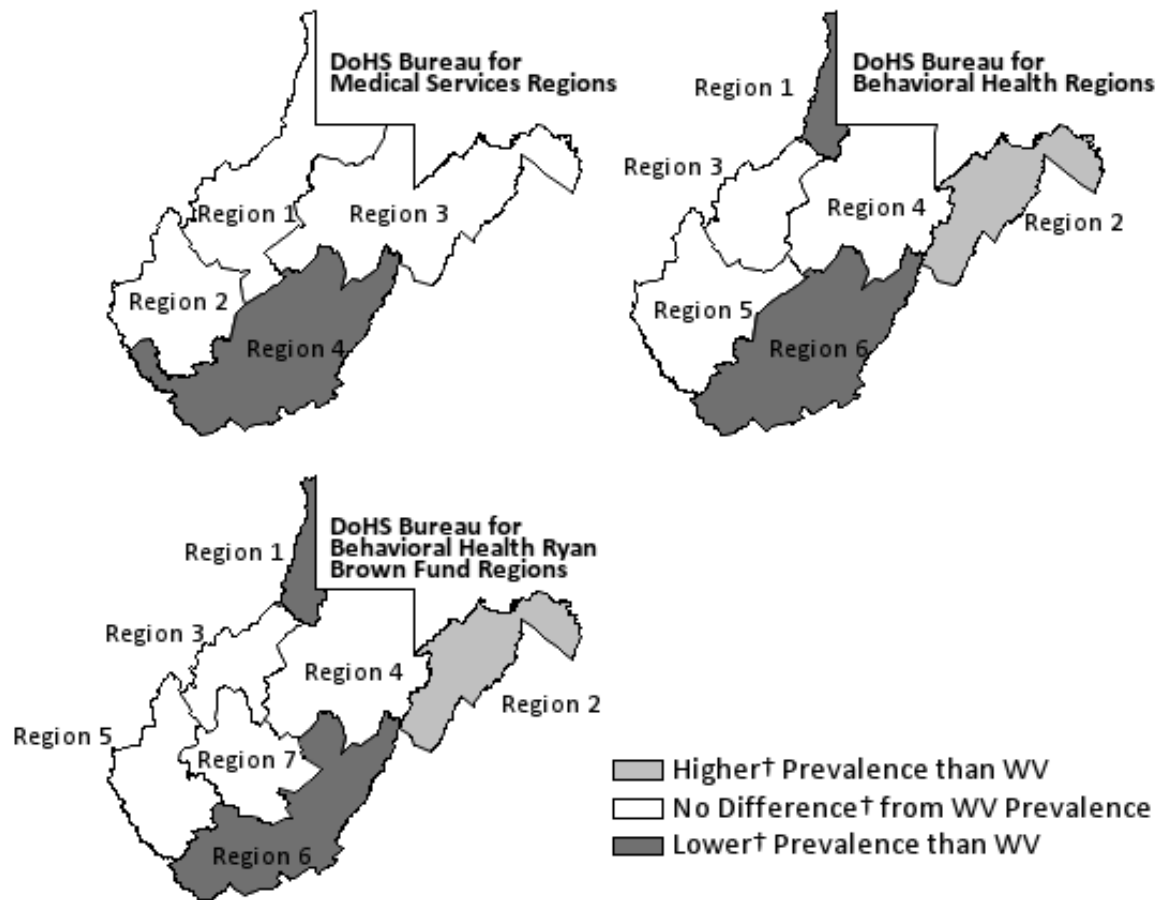 DoHS Bureau for
Medical Services Regions
Region 1
Region 3
Region 2
Region 4
DoHS Bureau for
Behavioral Health Regions
Region 1
Region 3
Region 4
Region 2
Region 5
Region 6
DoHS Bureau for
Behavioral Health Ryan
Brown Fund Regions
Region 1
Region 3
Region 4
Region 2
Region 5
Region 7
Region 6
Higher† Prevalence than WV
No Difference† from WV Prevalence
Lower† Prevalence than WV